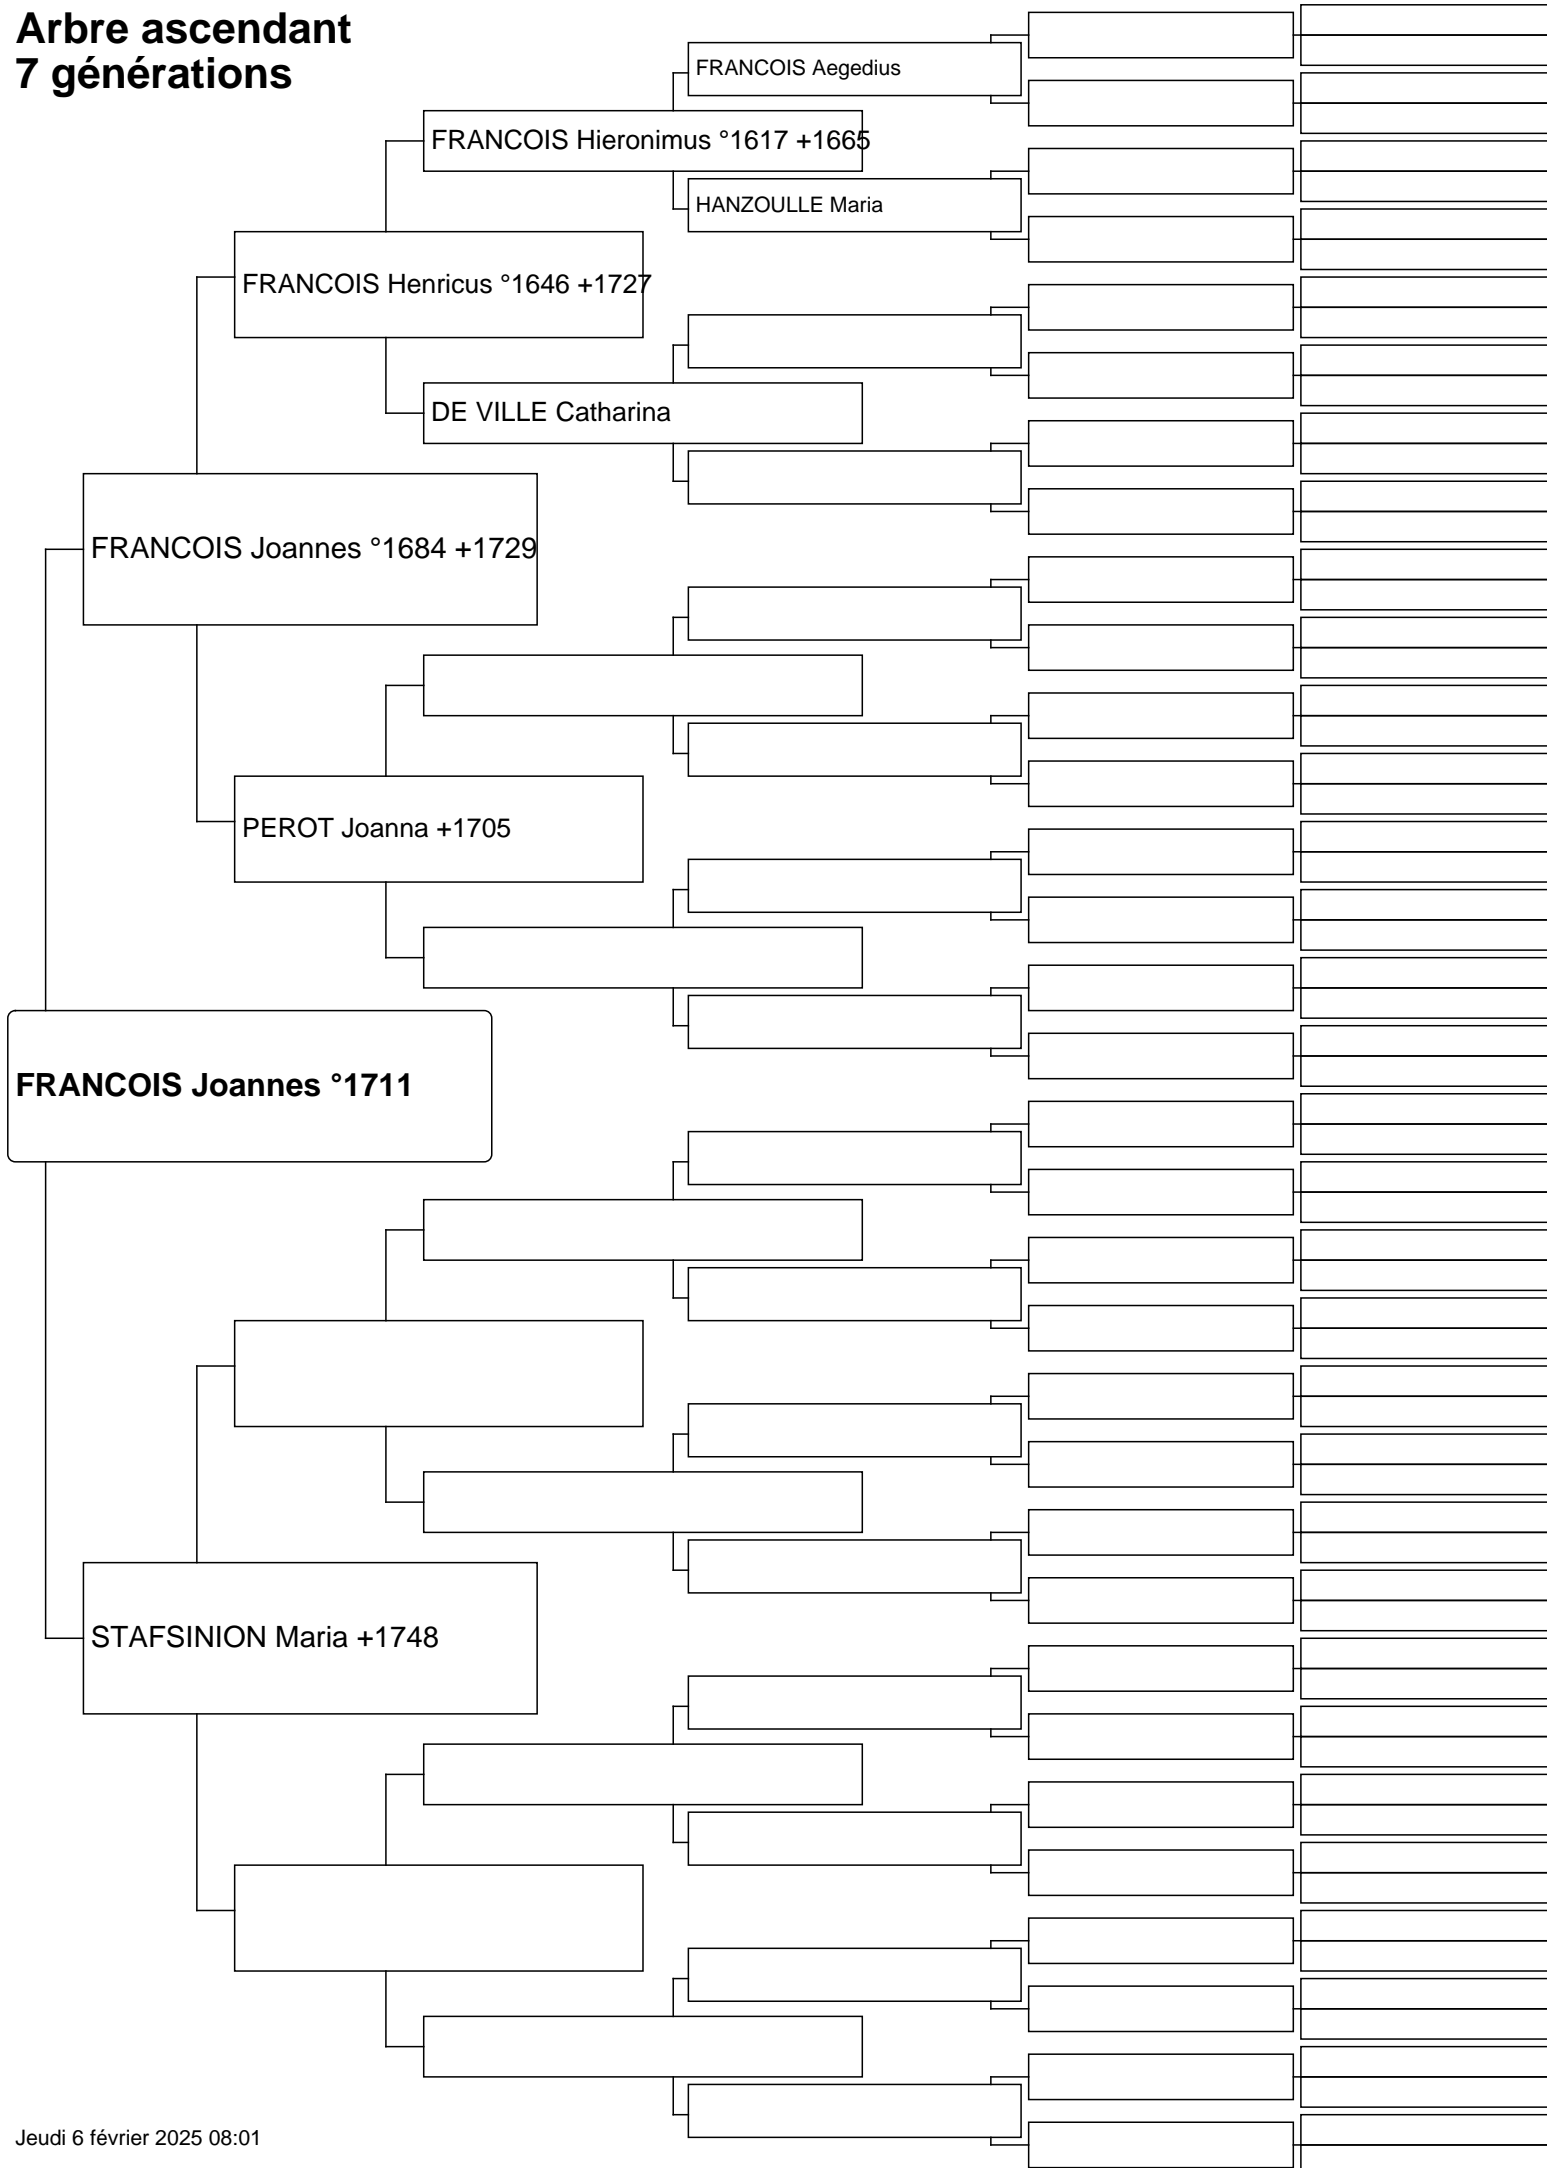 Arbre ascendant
7 générations
FRANCOIS Aegedius
FRANCOIS Hieronimus °1617 +1665
HANZOULLE Maria
FRANCOIS Henricus °1646 +1727
DE VILLE Catharina
FRANCOIS Joannes °1684 +1729
PEROT Joanna +1705
FRANCOIS Joannes °1711
STAFSINION Maria +1748
Jeudi 6 février 2025 08:01